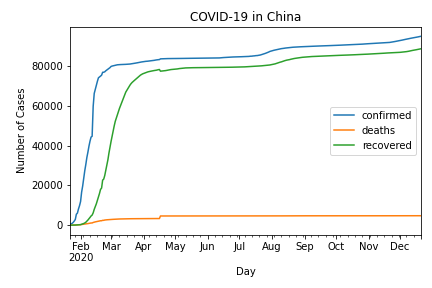 COVID-19 in China
Number of Cases
80000
60000
40000
20000
0
confirmed
deaths
recovered
Feb Mar Apr May Jun Jul Aug Sep Oct Nov Dec
2020
Day